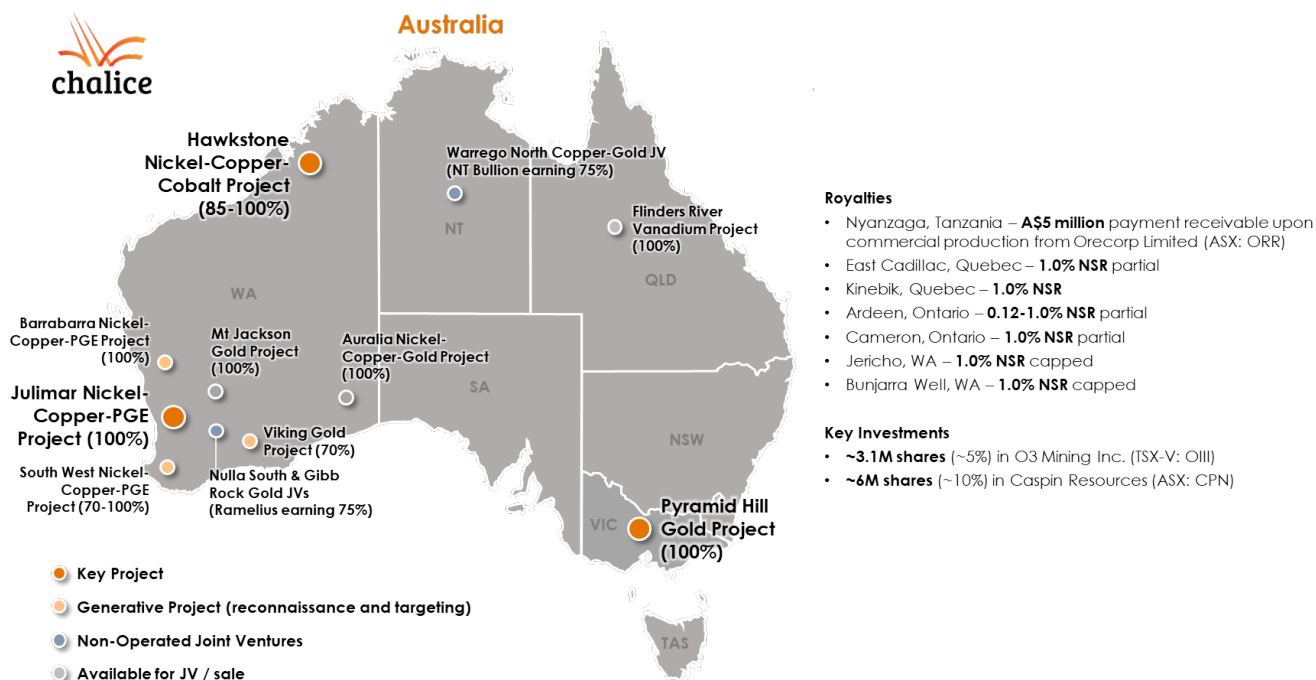 Australia
chalice
Hawkstone
Nickel-Copper-
Cobalt Project
(85-100%)
Warrego North Copper-Gold JV
(NT Bullion earning 75%)
NT
Flinders River
Vanadium Project
(100%)
QLD
WA
Barrabarra Nickel-
Copper-PGE Project
(100%)
Mt Jackson
Gold Project
(100%)
Auralia Nickel-
Copper-Gold Project
(100%)
SA
Julimar Nickel-
Copper-PGE
Project (100%)
Viking Gold
Project (70%)
NSW
South West Nickel-
Copper-PGE
Project (70-100%)
Nulla South & Gibb
Rock Gold JVs
(Ramelius earning 75%)
VIC
Pyramid Hill
Gold Project
(100%)
TAS
Key Project
Generative Project (reconnaissance and targeting)
Non-Operated Joint Ventures
Available for JV / sale
Royalties
• Nyanzaga, Tanzania – A$5 million payment receivable upon
commercial production from Orecorp Limited (ASX: ORR)
• East Cadillac, Quebec – 1.0% NSR partial
• Kinebik, Quebec – 1.0% NSR
• Ardeen, Ontario – 0.12-1.0% NSR partial
• Cameron, Ontario – 1.0% NSR partial
• Jericho, WA – 1.0% NSR capped
• Bunjarra Well, WA – 1.0% NSR capped
Key Investments
• ~3.1M shares (~5%) in O3 Mining Inc. (TSX-V: OIII)
• ~6M shares (~10%) in Caspin Resources (ASX: CPN)